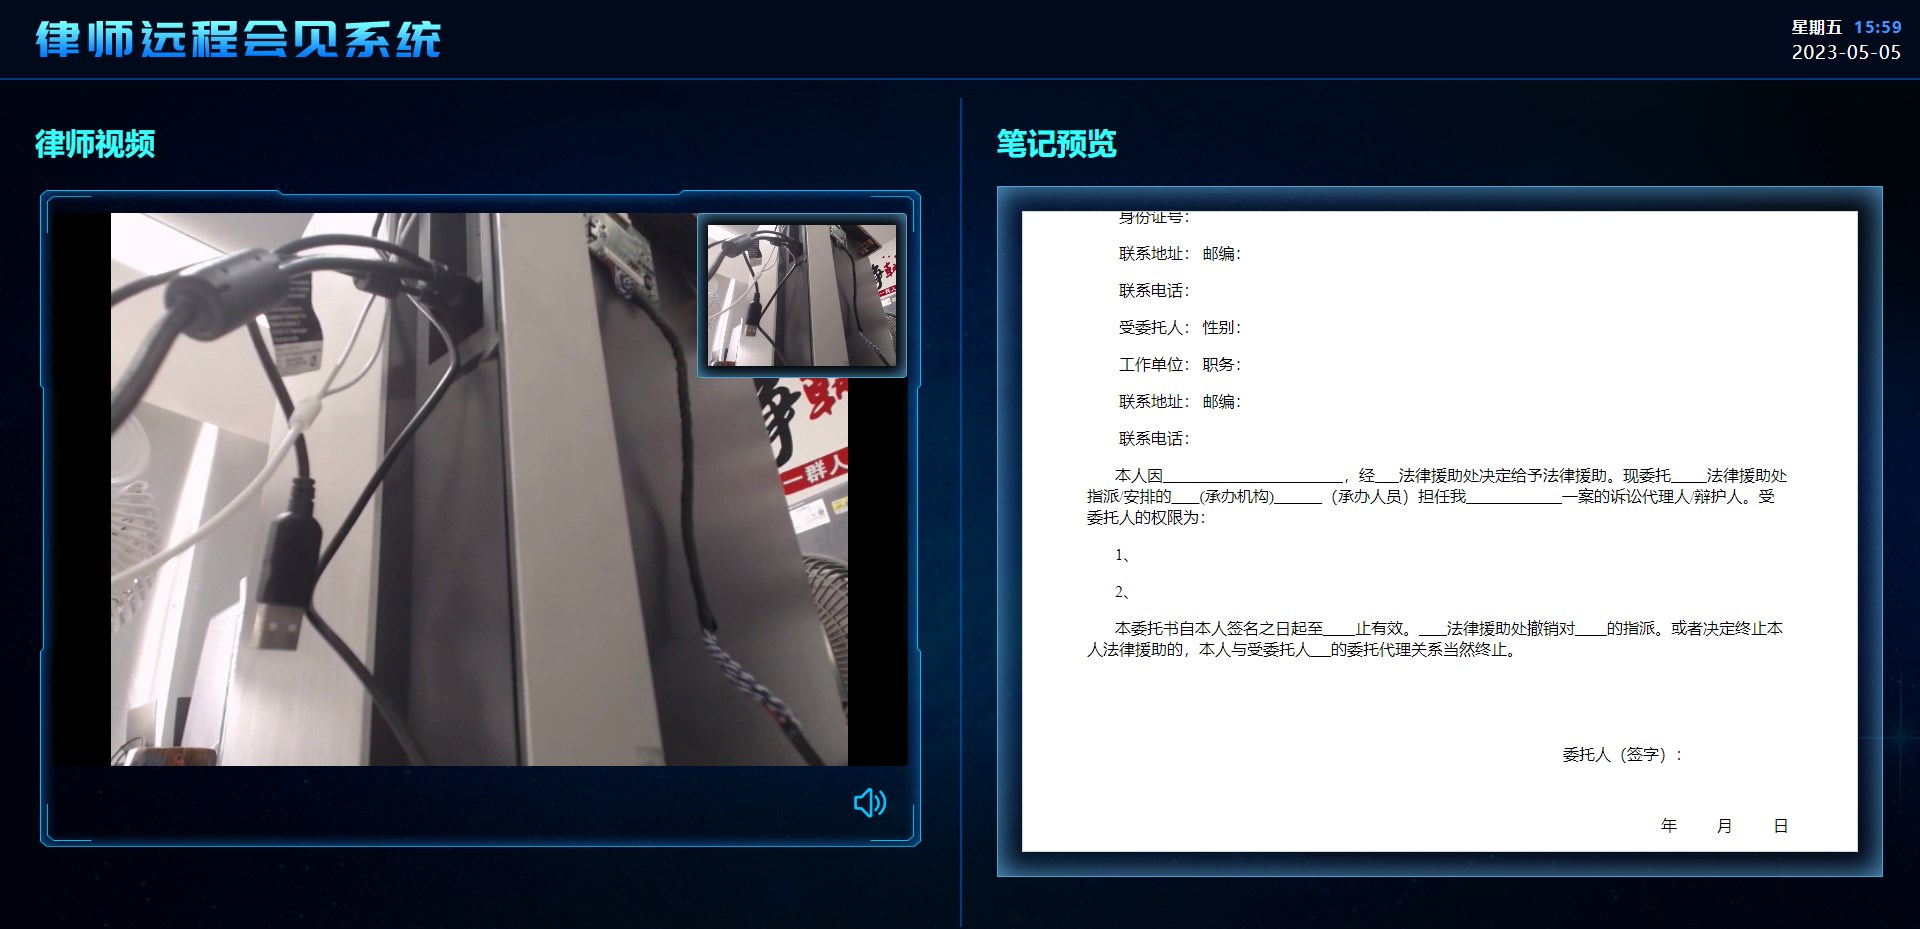 律师远程会见系统
星期五 15:59
2023-05-05
律师视频
争
一群人
笔记预览
身份证号：
联系地址： 邮编：
联系电话：
受委托人： 性别：
工作单位： 职务：
联系地址： 邮编：
联系电话：
本人因_______________________，经___法律援助处决定给予法律援助。现委托____法律援助处
指派/安排的___(承办机构)______（承办人员）担任我____________一案的诉讼代理人/辩护人。受
委托人的权限为：
1、
2、
本委托书自本人签名之日起至____止有效。___法律援助处撤销对____的指派。或者决定终止本
人法律援助的，本人与受委托人__的委托代理关系当然终止。
委托人（签字）：
年 月 日